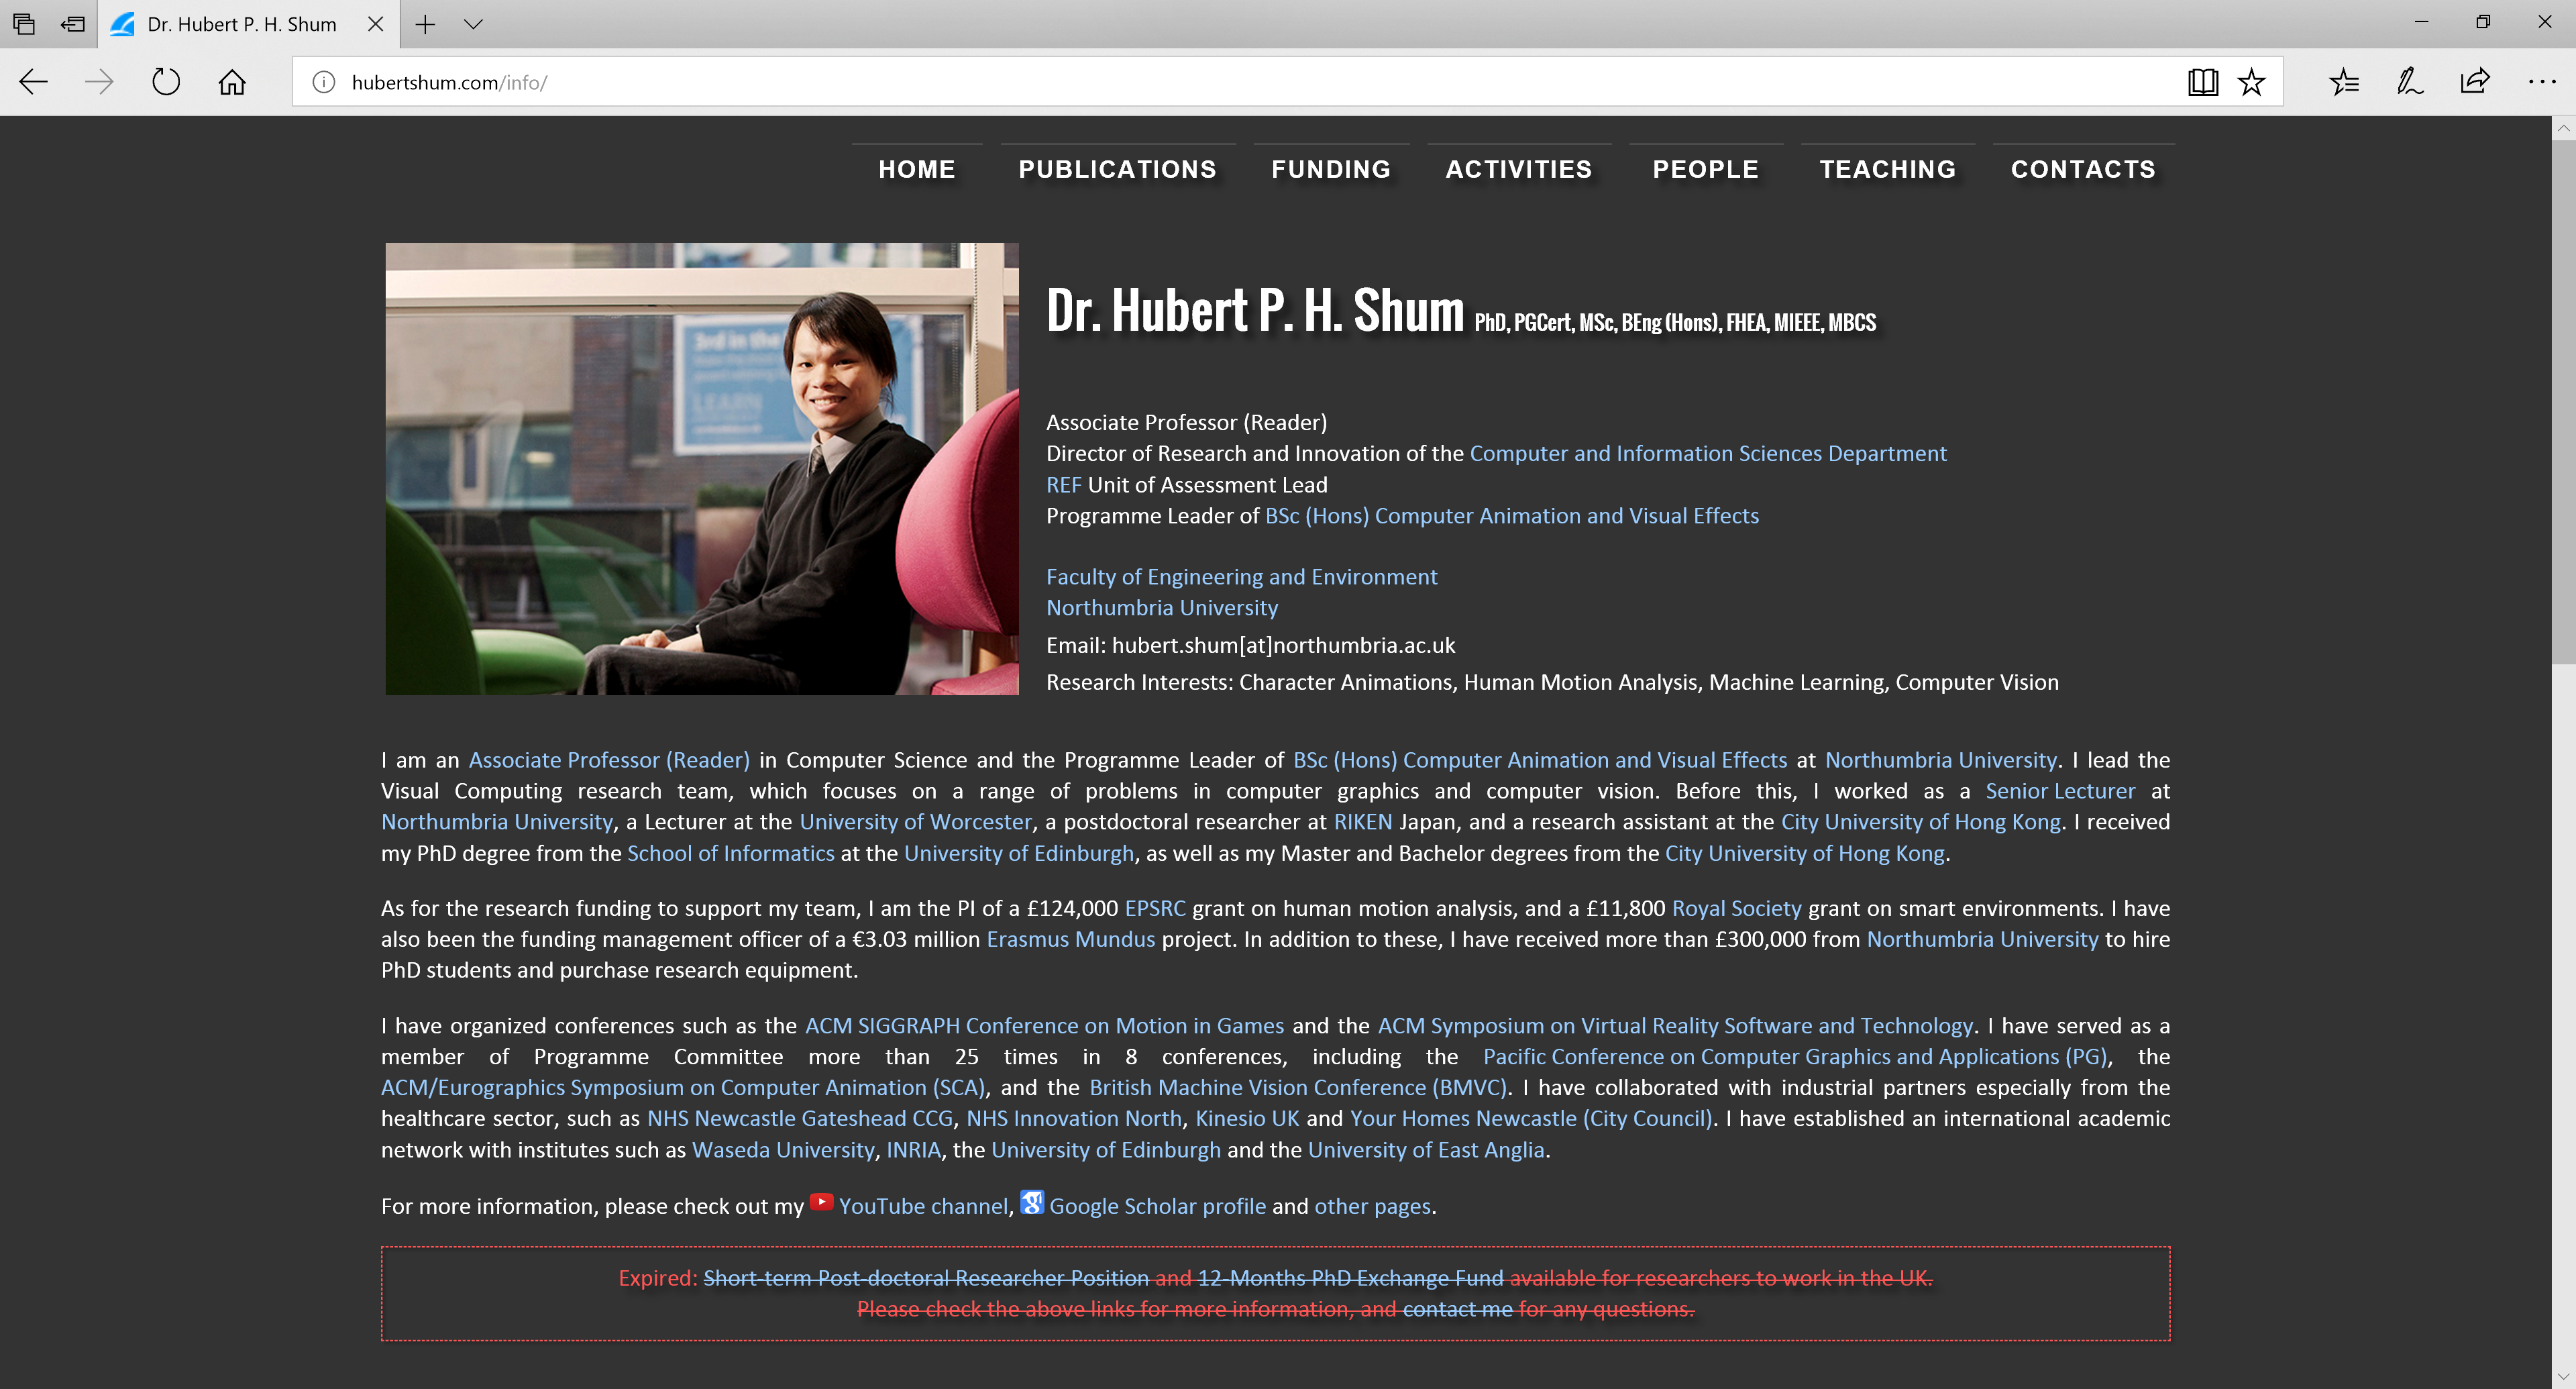 Dr. Hubert P. H. Shum
hubertshum.com/info/
HOME PUBLICATIONS FUNDING ACTIVITIES PEOPLE TEACHING CONTACTS
3rd in the
LEARN
Dr. Hubert P. H. Shum PhD, PGCert, MSc, BEng (Hons), FHEA, MIEEE, MBCS
Associate Professor (Reader)
Director of Research and Innovation of the Computer and Information Sciences Department
REF Unit of Assessment Lead
Programme Leader of BSc (Hons) Computer Animation and Visual Effects
Faculty of Engineering and Environment
Northumbria University
Email: hubert.shum[at]northumbria.ac.uk
Research Interests: Character Animations, Human Motion Analysis, Machine Learning, Computer Vision
I am an Associate Professor (Reader) in Computer Science and the Programme Leader of BSc (Hons) Computer Animation and Visual Effects at Northumbria University. I lead the
Visual Computing research team, which focuses on a range of problems in computer graphics and computer vision. Before this, I worked as a Senior Lecturer at
Northumbria University, a Lecturer at the University of Worcester, a postdoctoral researcher at RIKEN Japan, and a research assistant at the City University of Hong Kong. I received
my PhD degree from the School of Informatics at the University of Edinburgh, as well as my Master and Bachelor degrees from the City University of Hong Kong.
As for the research funding to support my team, I am the PI of a £124,000 EPSRC grant on human motion analysis, and a £11,800 Royal Society grant on smart environments. I have
also been the funding management officer of a €3.03 million Erasmus Mundus project. In addition to these, I have received more than £300,000 from Northumbria University to hire
PhD students and purchase research equipment.
I have organized conferences such as the ACM SIGGRAPH Conference on Motion in Games and the ACM Symposium on Virtual Reality Software and Technology. I have served as a
member of Programme Committee more than 25 times in 8 conferences, including the Pacific Conference on Computer Graphics and Applications (PG), the
ACM/Eurographics Symposium on Computer Animation (SCA), and the British Machine Vision Conference (BMVC). I have collaborated with industrial partners especially from the
healthcare sector, such as NHS Newcastle Gateshead CCG, NHS Innovation North, Kinesio UK and Your Homes Newcastle (City Council). I have established an international academic
network with institutes such as Waseda University, INRIA, the University of Edinburgh and the University of East Anglia.
For more information, please check out my YouTube channel, Google Scholar profile and other pages.
Expired: Short-term Post-doctoral Researcher Position and 12-Months PhD Exchange Fund available for researchers to work in the UK.
Please check the above links for more information, and contact me for any questions.